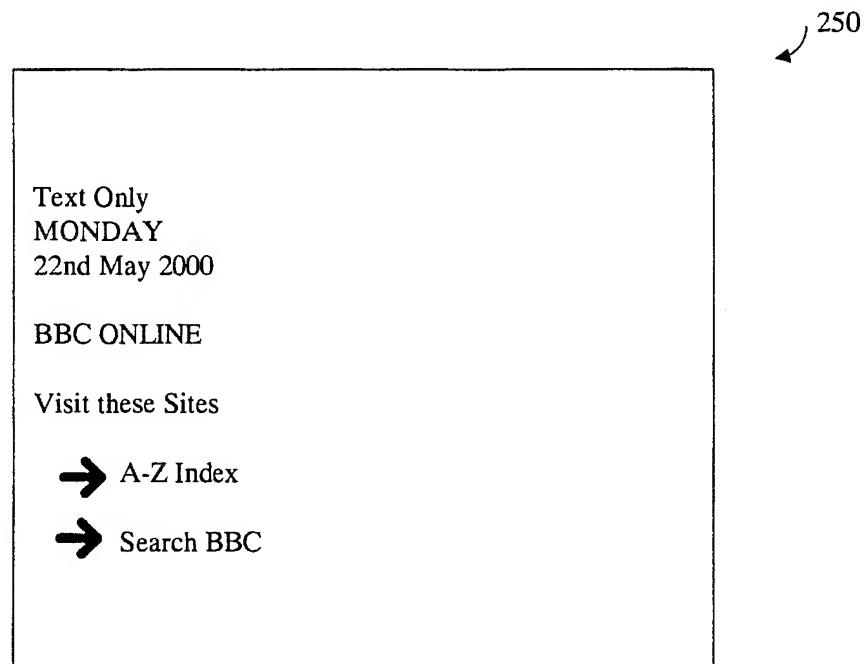 250
Text Only
MONDAY
22nd May 2000
BBC ONLINE
Visit these Sites
A-Z Index
Search BBC